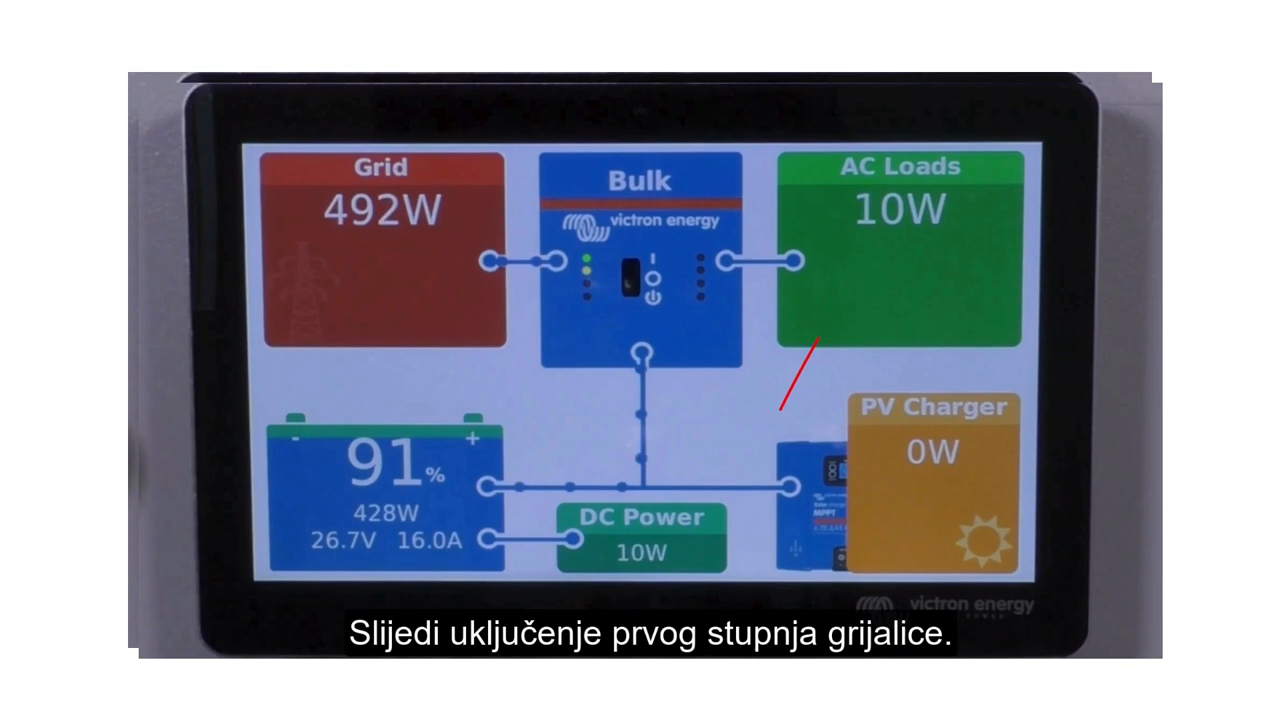 Grid
492W
Bulk
victron energy
AC Loads
10W
91%
428W
26.7V 16.0A
- +
DC Power
10W
PV Charger
0W
MPPT
victron energy
Slijedi uključenje prvog stupnja grijalice.